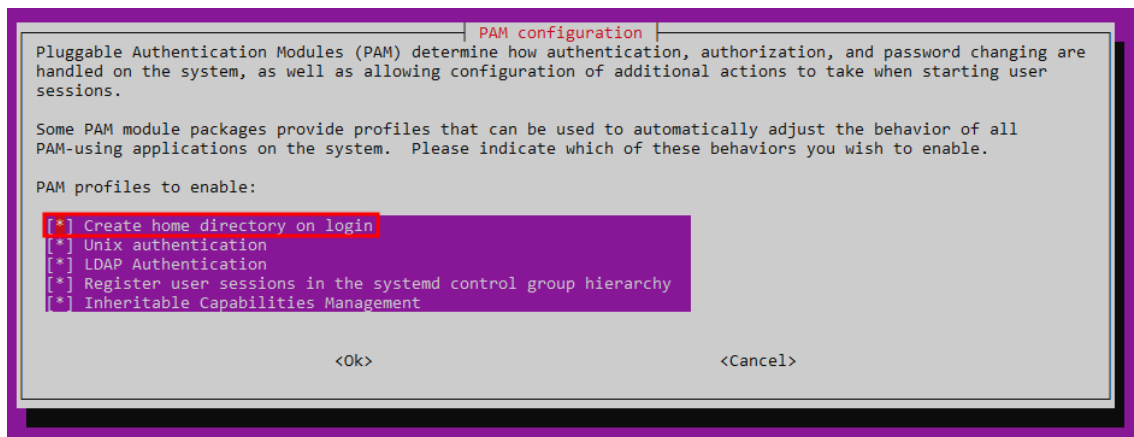 PAM configuration
Pluggable Authentication Modules (PAM) determine how authentication, authorization, and password changing are
handled on the system, as well as allowing configuration of additional actions to take when starting user
sessions.
Some PAM module packages provide profiles that can be used to automatically adjust the behavior of all
PAM-using applications on the system.  Please indicate which of these behaviors you wish to enable.
PAM profiles to enable:
[*] Create home directory on login
[*] Unix authentication
[*] LDAP Authentication
[*] Register user sessions in the systemd control group hierarchy
[*] Inheritable Capabilities Management
<Ok> <Cancel>